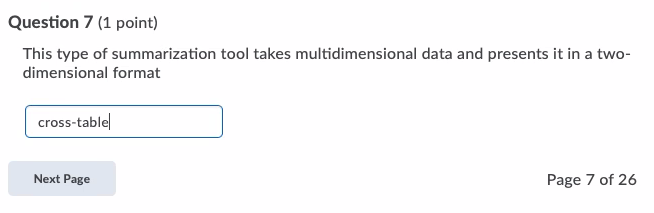 Question 7 (1 point)
This type of summarization tool takes multidimensional data and presents it in a two-
dimensional format
cross-table
Next Page
Page 7 of 26